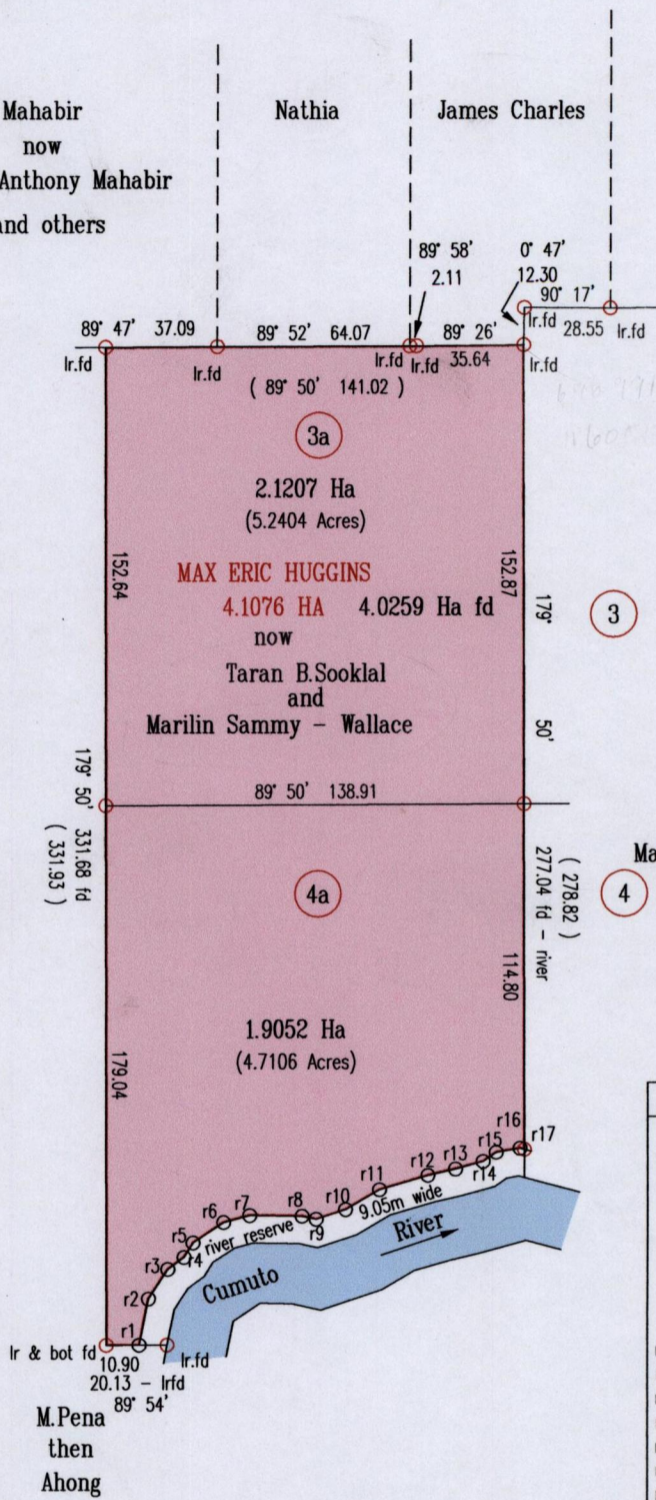 Mahabir
now
Anthony Mahabir
and others
Nathia
James Charles
89° 58'
2.11
0° 47'
12.30
90° 17'
28.55
Ir.fd
Ir.fd
89° 47' 37.09
89° 52' 64.07
89° 26'
35.64
Ir.fd
Ir.fd
Ir.fd
Ir.fd
Ir.fd
( 89° 50' 141.02 )
3a
2.1207 Ha
(5.2404 Acres)
152.64
152.87
MAX ERIC HUGGINS
4.1076 HA 4.0259 Ha fd
now
Taran B.Sooklal
and
Marilin Sammy - Wallace
179° 50'
3
89° 50' 138.91
179° 50' 331.68 fd
( 331.93 )
( 278.82 )
277.04 fd - river
Ma
4
4a
114.80
1.9052 Ha
(4.7106 Acres)
179.04
r16
r17
r15
r14
r13
r12
r11
r10
r9
r8
r7
r6
r5
r4
r3
r2
r1
river reserve 9.05m wide
Cumuto River
Ir & bot fd
10.90
Ir.fd
20.13 - Irfd
89° 54'
M.Pena
then
Ahong